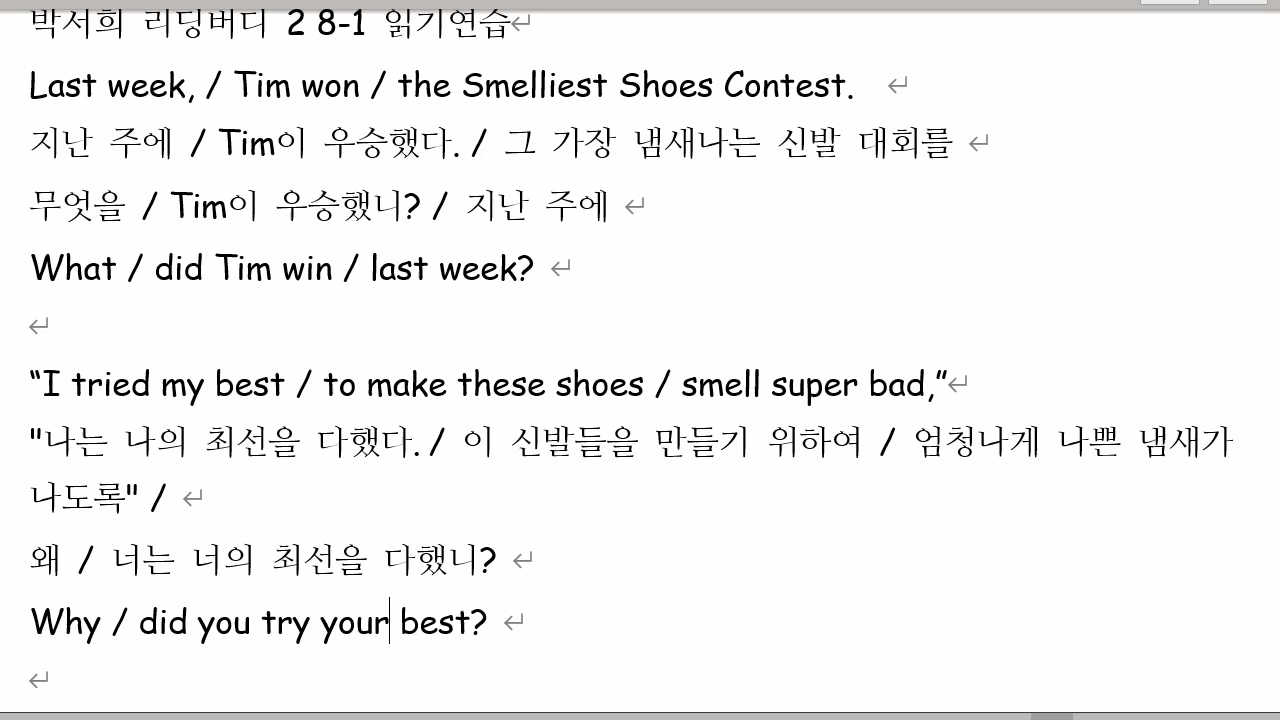 박서희 리딩버디 2 8-1 읽기연습↵
Last week, / Tim won / the Smelliest Shoes Contest. ↵
지난 주에 / Tim이 우승했다. / 그 가장 냄새나는 신발 대회를 ↵
무엇을 / Tim이 우승했니? / 지난 주에 ↵
What / did Tim win / last week? ↵
↵
“I tried my best / to make these shoes / smell super bad,”↵
"나는 나의 최선을 다했다. / 이 신발들을 만들기 위하여 / 엄청나게 나쁜 냄새가
나도록" / ↵
왜 / 너는 너의 최선을 다했니? ↵
Why / did you try your best? ↵
↵